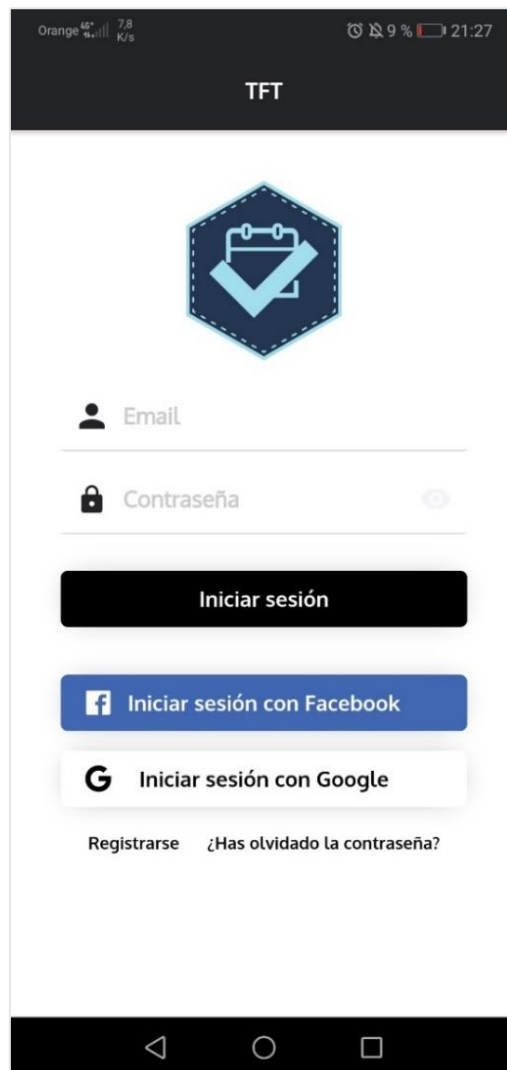 Orange 4G+ 7,8 K/s 9 % 21:27
TFT
Email
Contraseña
Iniciar sesión
Iniciar sesión con Facebook
Iniciar sesión con Google
Registrarse ¿Has olvidado la contraseña?